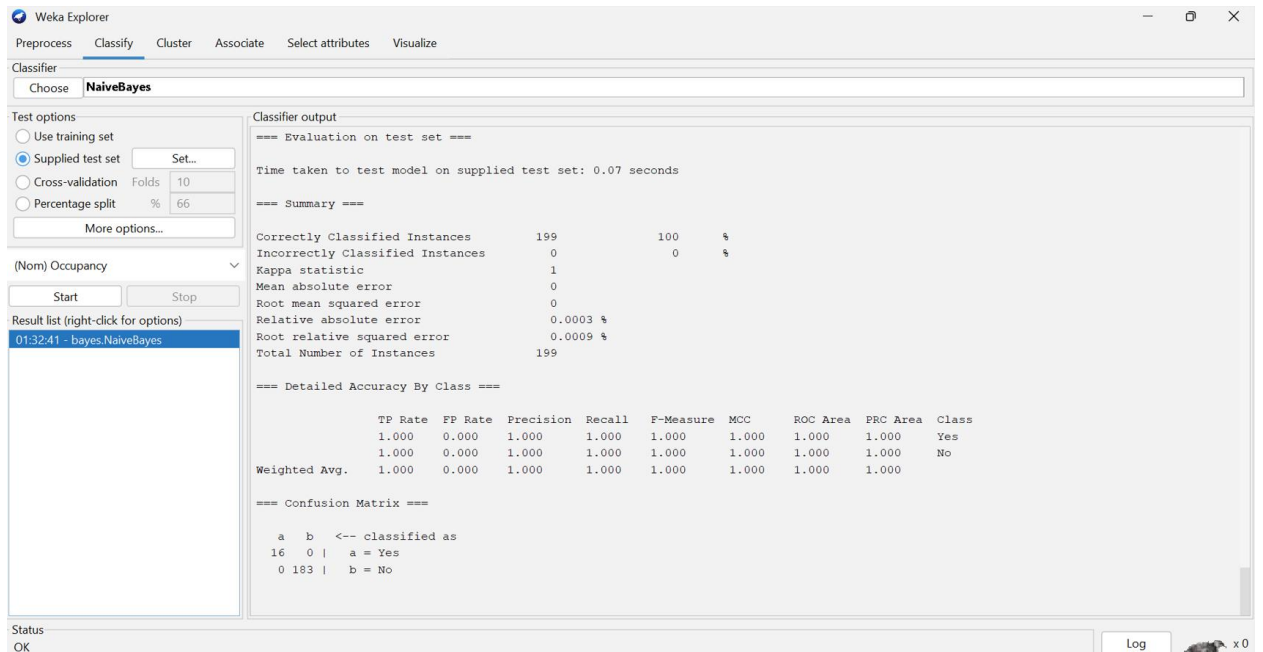 Weka Explorer
Preprocess Classify Cluster Associate Select attributes Visualize
Classifier
Choose NaiveBayes
Test options
Use training set
Supplied test set Set...
Cross-validation Folds 10
Percentage split % 66
More options...
(Nom) Occupancy
Start Stop
Result list (right-click for options)
01:32:41 - bayes.NaiveBayes
Classifier output
=== Evaluation on test set ===
Time taken to test model on supplied test set: 0.07 seconds
=== Summary ===
Correctly Classified Instances 199 100 %
Incorrectly Classified Instances 0 0 %
Kappa statistic 1
Mean absolute error 0
Root mean squared error 0
Relative absolute error 0.0003 %
Root relative squared error 0.0009 %
Total Number of Instances 199
=== Detailed Accuracy By Class ===
TP Rate FP Rate Precision Recall F-Measure MCC ROC Area PRC Area Class
1.000 0.000 1.000 1.000 1.000 1.000 1.000 1.000 Yes
1.000 0.000 1.000 1.000 1.000 1.000 1.000 1.000 No
Weighted Avg. 1.000 0.000 1.000 1.000 1.000 1.000 1.000 1.000
=== Confusion Matrix ===
a b <-- classified as
16 0 | a = Yes
0 183 | b = No
Status
OK
Log x 0